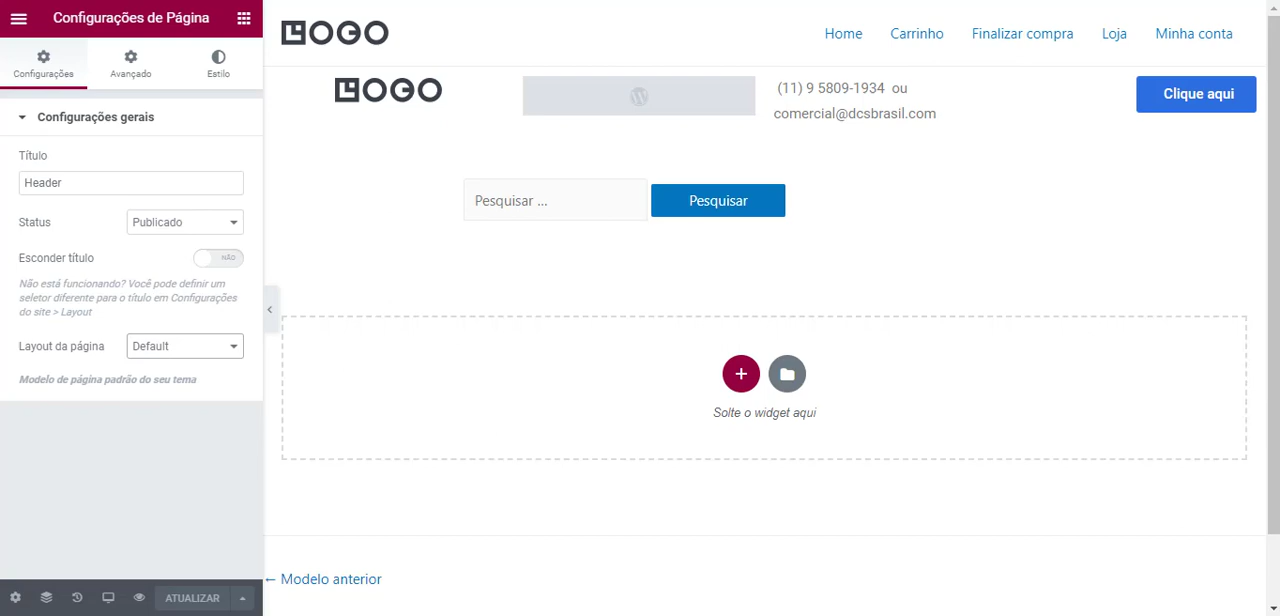 Configurações de Página
Configurações
Avançado
Estilo
Configurações gerais
Título
Header
Status
Publicado
Esconder título
NÃO
Não está funcionando? Você pode definir um
seletor diferente para o título em Configurações
do site > Layout
Layout da página
Default
Modelo de página padrão do seu tema
ATUALIZAR
LOGO
Home
Carrinho
Finalizar compra
Loja
Minha conta
LOGO
(11) 9 5809-1934 ou
comercial@dcsbrasil.com
Clique aqui
Pesquisar ...
Pesquisar
Solte o widget aqui
← Modelo anterior